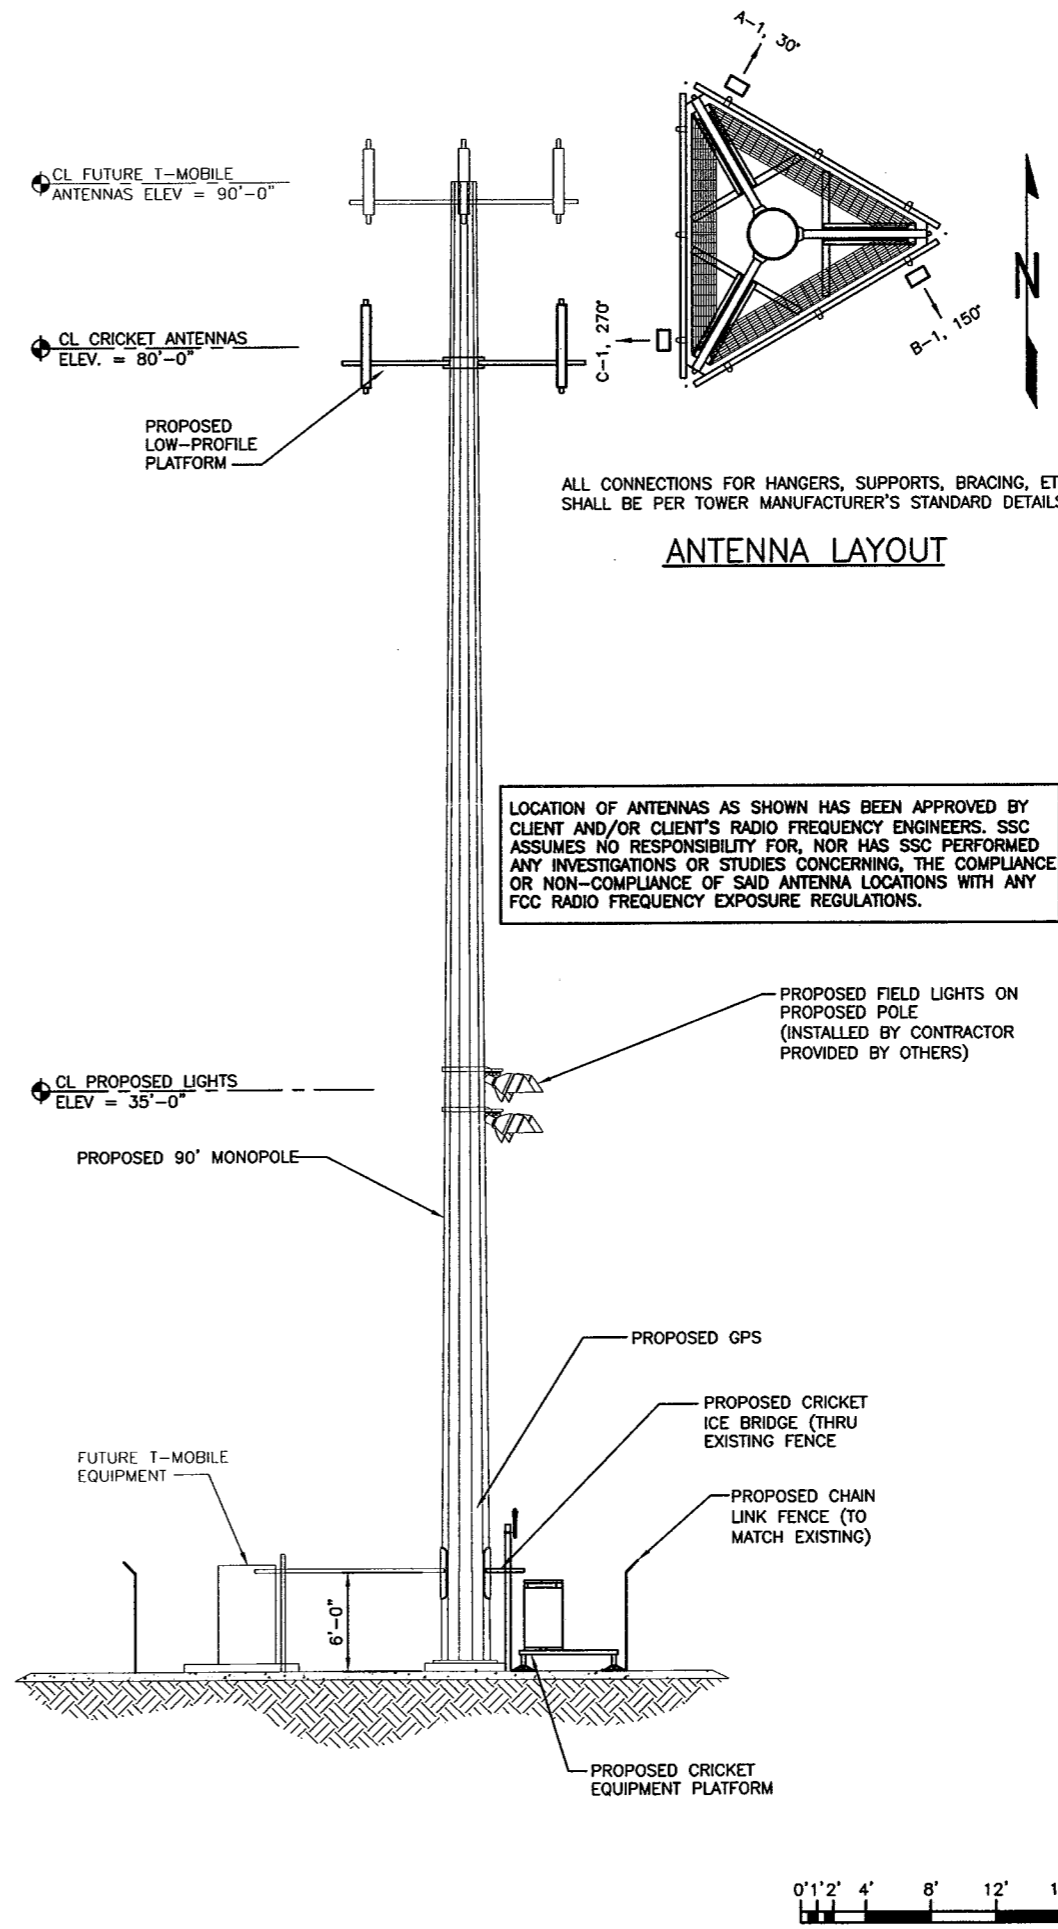 A-1, 30°
CL FUTURE T-MOBILE
ANTENNAS ELEV = 90'-0"
N
CL CRICKET ANTENNAS
ELEV. = 80'-0"
C-1, 270°
B-1, 150°
PROPOSED
LOW-PROFILE
PLATFORM
ALL CONNECTIONS FOR HANGERS, SUPPORTS, BRACING, ET
SHALL BE PER TOWER MANUFACTURER'S STANDARD DETAILS
ANTENNA LAYOUT
LOCATION OF ANTENNAS AS SHOWN HAS BEEN APPROVED BY
CLIENT AND/OR CLIENT'S RADIO FREQUENCY ENGINEERS. SSC
ASSUMES NO RESPONSIBILITY FOR, NOR HAS SSC PERFORMED
ANY INVESTIGATIONS OR STUDIES CONCERNING, THE COMPLIANCE
OR NON-COMPLIANCE OF SAID ANTENNA LOCATIONS WITH ANY
FCC RADIO FREQUENCY EXPOSURE REGULATIONS.
PROPOSED FIELD LIGHTS ON
PROPOSED POLE
(INSTALLED BY CONTRACTOR
PROVIDED BY OTHERS)
CL PROPOSED LIGHTS
ELEV = 35'-0"
PROPOSED 90' MONOPOLE
PROPOSED GPS
PROPOSED CRICKET
ICE BRIDGE (THRU
EXISTING FENCE
FUTURE T-MOBILE
EQUIPMENT
PROPOSED CHAIN
LINK FENCE (TO
MATCH EXISTING)
6'-0"
PROPOSED CRICKET
EQUIPMENT PLATFORM
0'1'2' 4' 8' 12' 1